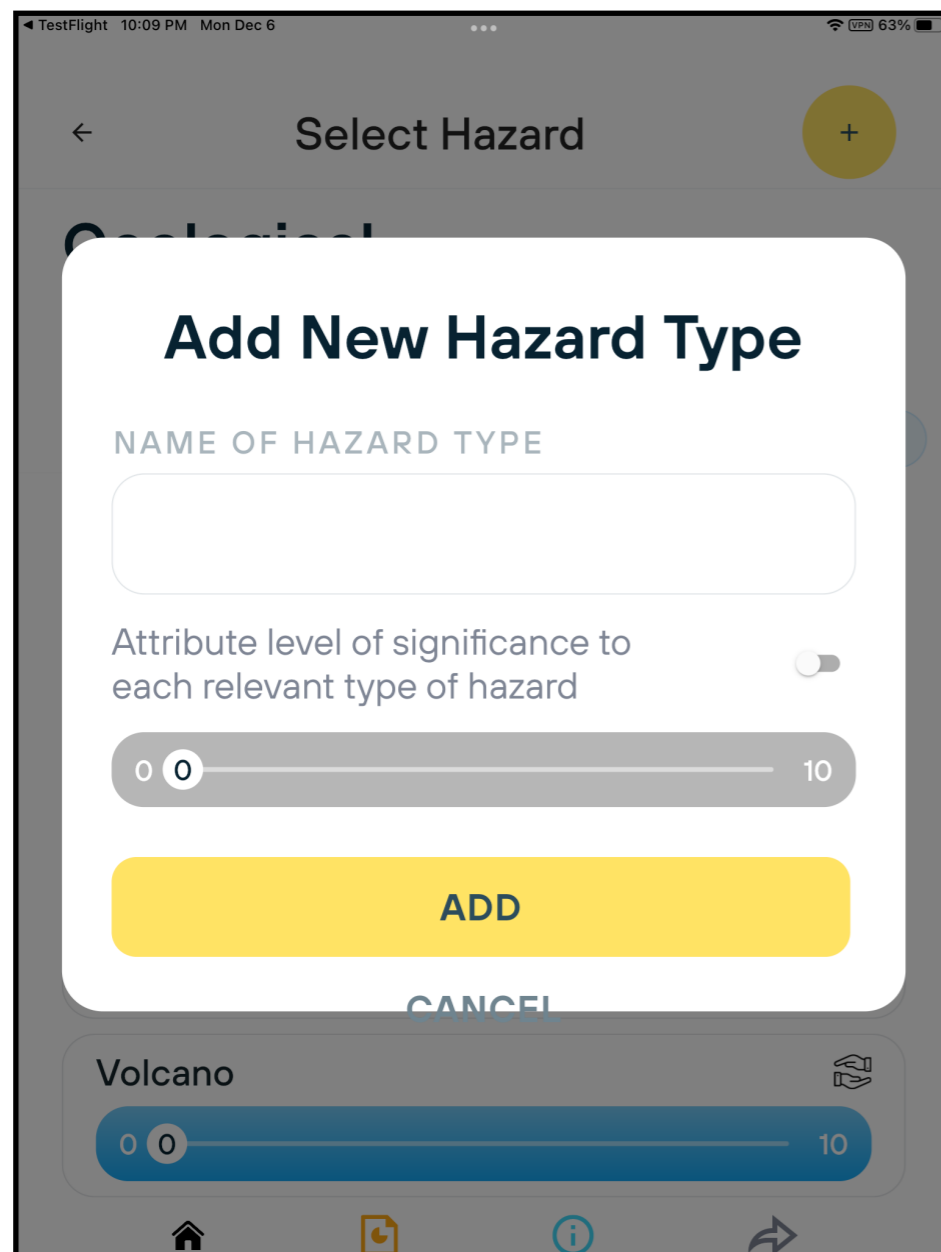 TestFlight 10:09 PM Mon Dec 6 VPN 63%
Select Hazard +
Geological
Add New Hazard Type
NAME OF HAZARD TYPE
Attribute level of significance to
each relevant type of hazard
0 0 10
ADD
CANCEL
Volcano
0 0 10